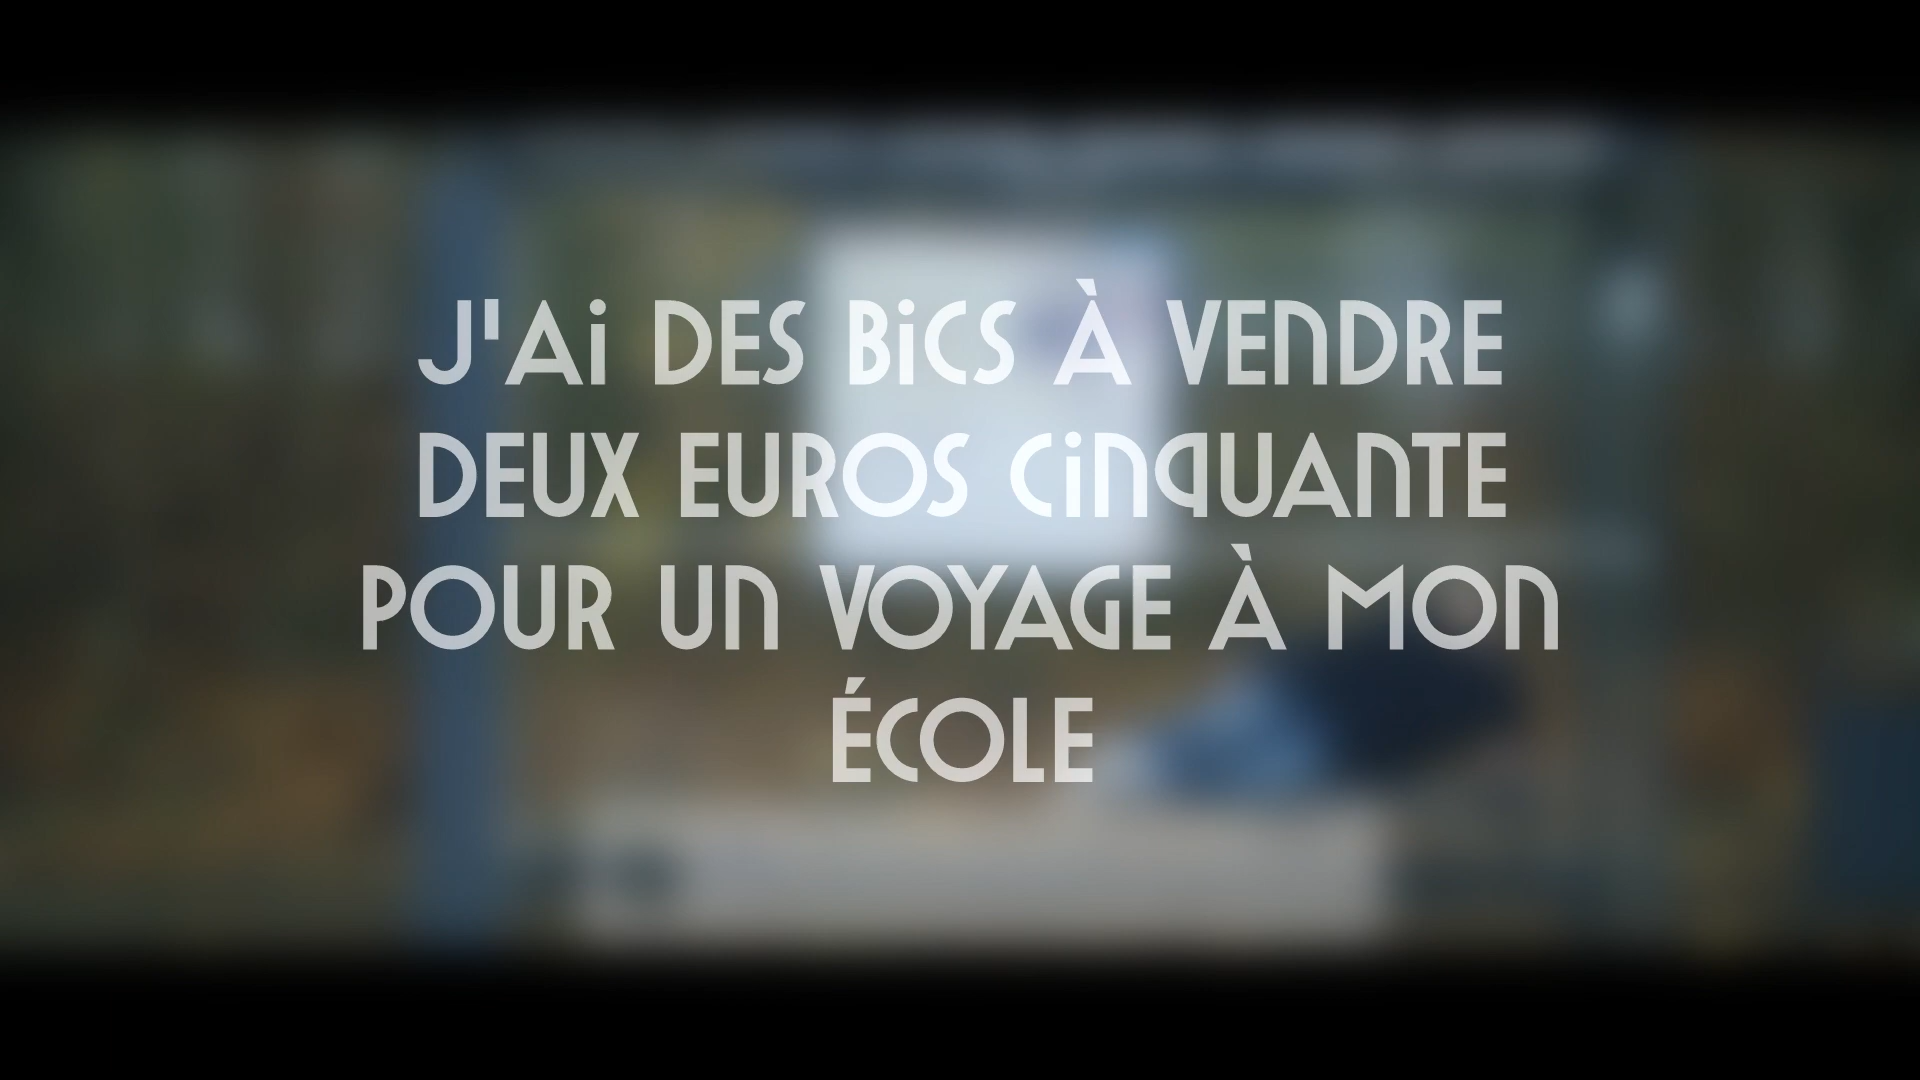 J'Ai DES BiCS À VENDRE
DEUX EUROS CiNQUANTE
POUR UN VOYAGE À MON
ÉCOLE